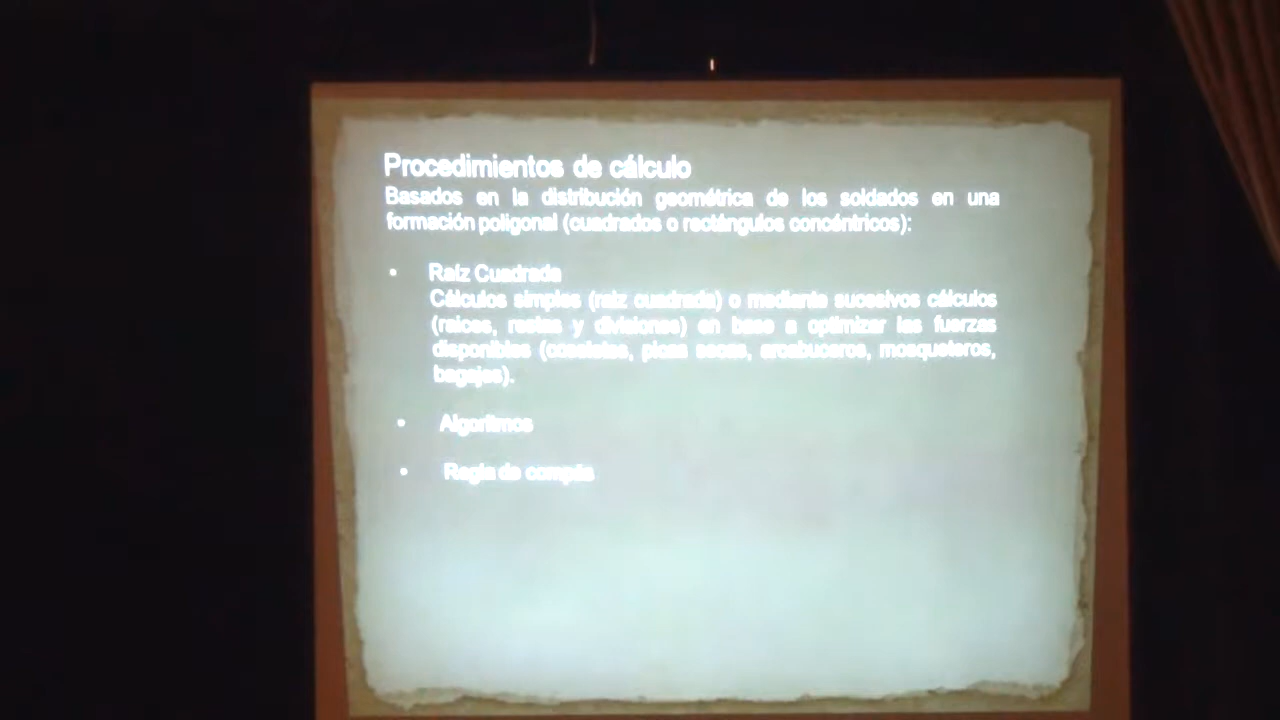 Procedimientos de cálculo
Basados en la distribución geométrica de los soldados en una
formación poligonal (cuadrados o rectángulos concéntricos):
• Raíz Cuadrada
Cálculos simples (raíz cuadrada) o mediante sucesivos cálculos
(raíces, restas y divisiones) en base a optimizar las fuerzas
disponibles (coseletes, picas secas, arcabuceros, mosqueteros,
bagajes).
• Algoritmos
• Regla de compás